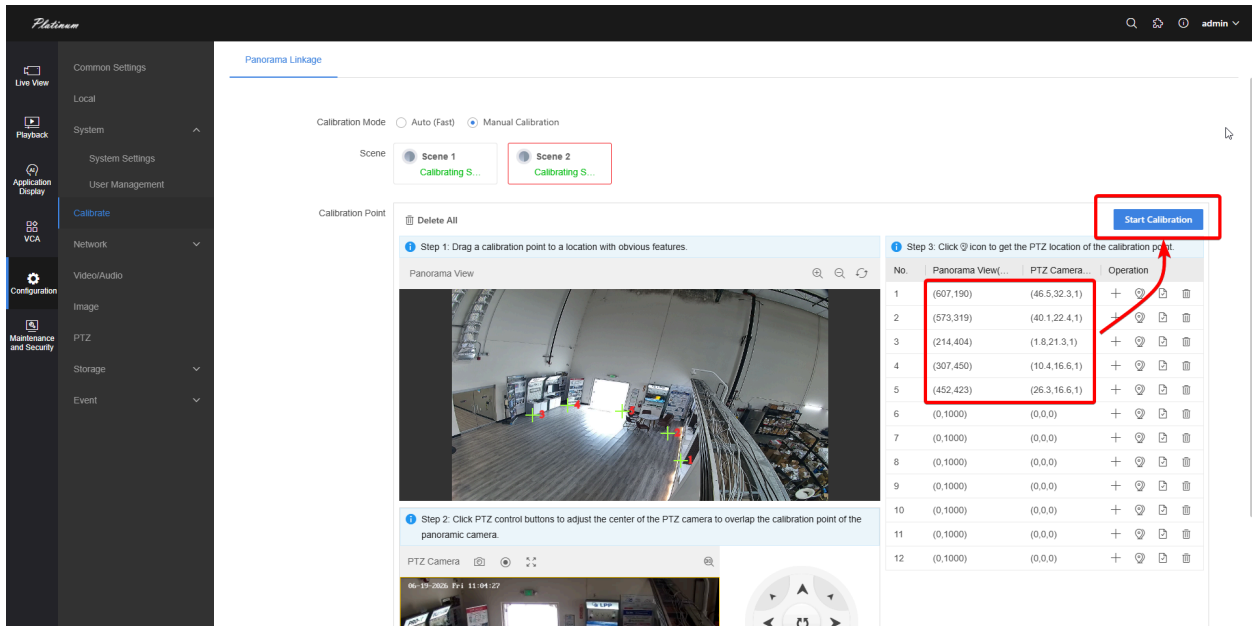 Platinum
admin
Live View
Playback
Application
Display
VCA
Configuration
Maintenance
and Security
Common Settings
Local
System
System Settings
User Management
Calibrate
Network
Video/Audio
Image
PTZ
Storage
Event
Panorama Linkage
Calibration Mode Auto (Fast) Manual Calibration
Scene Scene 1 Scene 2
Calibrating S... Calibrating S...
Calibration Point Delete All Start Calibration
Step 1: Drag a calibration point to a location with obvious features.
Panorama View
Step 2: Click PTZ control buttons to adjust the center of the PTZ camera to overlap the calibration point of the
panoramic camera.
PTZ Camera
06-19-2026 Fri 11:04:27
LPP
Step 3: Click icon to get the PTZ location of the calibration point.
No. Panorama View(... PTZ Camera... Operation
1 (607,190) (46.5,32.3,1)
2 (573,319) (40.1,22.4,1)
3 (214,404) (1.8,21.3,1)
4 (307,450) (10.4,16.6,1)
5 (452,423) (26.3,16.6,1)
6 (0,1000) (0,0,0)
7 (0,1000) (0,0,0)
8 (0,1000) (0,0,0)
9 (0,1000) (0,0,0)
10 (0,1000) (0,0,0)
11 (0,1000) (0,0,0)
12 (0,1000) (0,0,0)